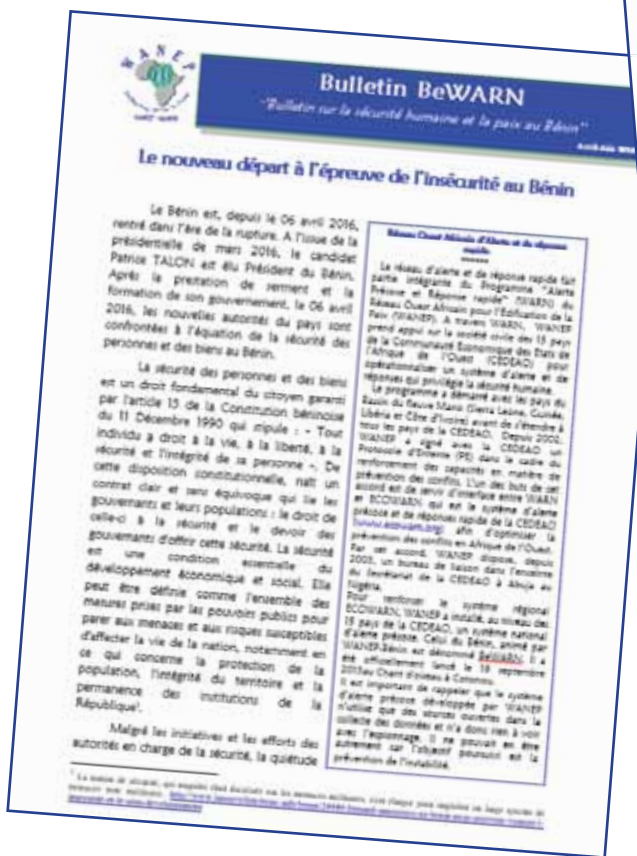 WANEP
Bulletin BeWARN
"Bulletin sur la sécurité humaine et la paix au Bénin"
Le nouveau départ à l'épreuve de l'insécurité au Bénin
Le Bénin est, depuis le 06 avril 2016,
rentré dans l'ère de la rupture. A l'issue de la
présidentielle de mars 2016, le candidat
Patrice TALON est élu Président du Bénin.
Après la prestation de serment et la
formation de son gouvernement, le 06 avril
2016, les nouvelles autorités du pays sont
confrontées à l'équation de la sécurité des
personnes et des biens au Bénin.
La sécurité des personnes et des biens
est un droit fondamental du citoyen garanti
par l'article 15 de la Constitution béninoise
du 11 Décembre 1990 qui stipule : « Tout
individu a droit à la vie, à la liberté, à la
sécurité et l'intégrité de sa personne ». De
cette disposition constitutionnelle, naît un
contrat clair et sans équivoque qui lie les
gouvernants et leurs populations : le droit de
celle-ci à la sécurité et le devoir des
gouvernants d'offrir cette sécurité. La sécurité
est une condition essentielle du
développement économique et social. Elle
peut être définie comme l'ensemble des
mesures prises par les pouvoirs publics pour
parer aux menaces et aux risques susceptibles
d'affecter la vie de la nation, notamment en
ce qui concerne la protection de la
population, l'intégrité du territoire et la
permanence des institutions de la
République¹.
Malgré les initiatives et les efforts des
autorités en charge de la sécurité, la quiétude
Réseau Ouest Africain d'Alerte et de réponse
rapide
Le réseau d'alerte et de réponse rapide fait
partie intégrante du Programme "Alerte
Précoce et Réponse rapide" (WARN) du
Réseau Ouest Africain pour l'Edification de la
Paix (WANEP). A travers WARN, WANEP
prend appui sur la société civile des 15 pays
de la Communauté Economique des Etats de
l'Afrique de l'Ouest (CEDEAO) pour
opérationnaliser un système d'alerte et de
réponses qui privilégie la sécurité humaine.
Le programme a démarré avec les pays du
Bassin du fleuve Mano (Sierra Leone, Guinée,
Libéria et Côte d'Ivoire) avant de s'étendre à
tous les pays de la CEDEAO. Depuis 2002,
WANEP a signé avec la CEDEAO un
Protocole d'Entente (PE) dans le cadre du
renforcement des capacités en matière de
prévention des conflits. L'un des buts de cet
accord est de servir d'interface entre WARN
et ECOWARN qui est le système d'alerte
précoce et de réponses rapide de la CEDEAO
(www.ecowarn.org) afin d'optimiser la
prévention des conflits en Afrique de l'Ouest.
Par cet accord, WANEP dispose, depuis
2003, un bureau de liaison dans l'enceinte
du Secrétariat de la CEDEAO à Abuja au
Nigéria.
Pour renforcer le système régional
ECOWARN, WANEP a installé, au niveau des
15 pays de la CEDEAO, un système national
d'alerte précoce. Celui du Bénin, animé par
WANEP-Bénin est dénommé BeWARN. Il a
été officiellement lancé le 18 septembre
au Chant d'oiseau à Cotonou.
Il est important de rappeler que le système
d'alerte précoce développée par WANEP
n'utilise que des sources ouvertes dans la
collecte des données et n'a donc rien à voir
avec l'espionnage. Il ne pouvait en être
autrement car l'objectif poursuivi est la
prévention de l'instabilité.